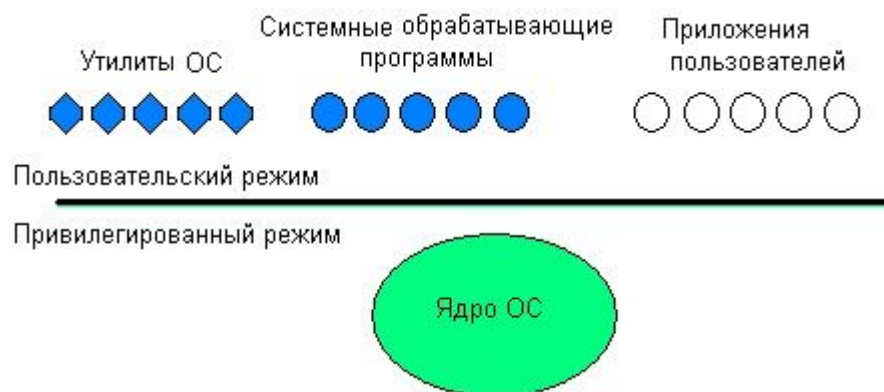 Утилиты ОС
Системные обрабатывающие
программы
Приложения
пользователей
Пользовательский режим
Привилегированный режим
Ядро ОС